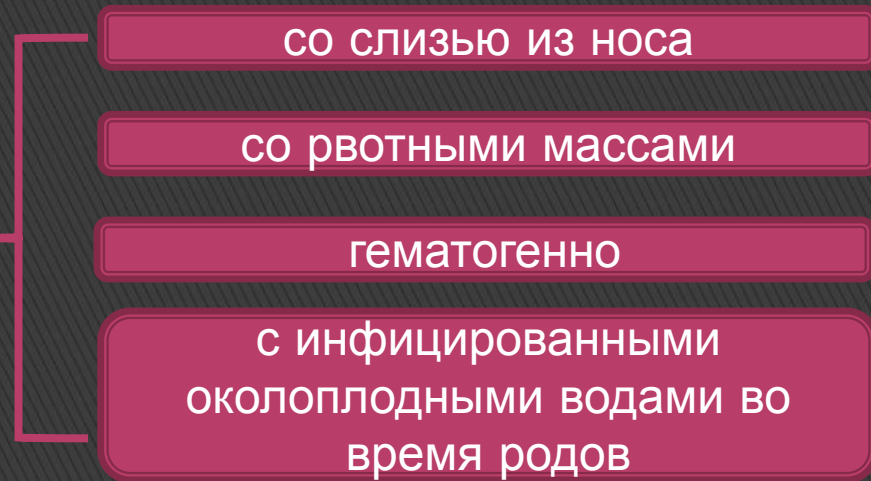 со слизью из носа
со рвотными массами
гематогенно
с инфицированными
околоплодными водами во
время родов